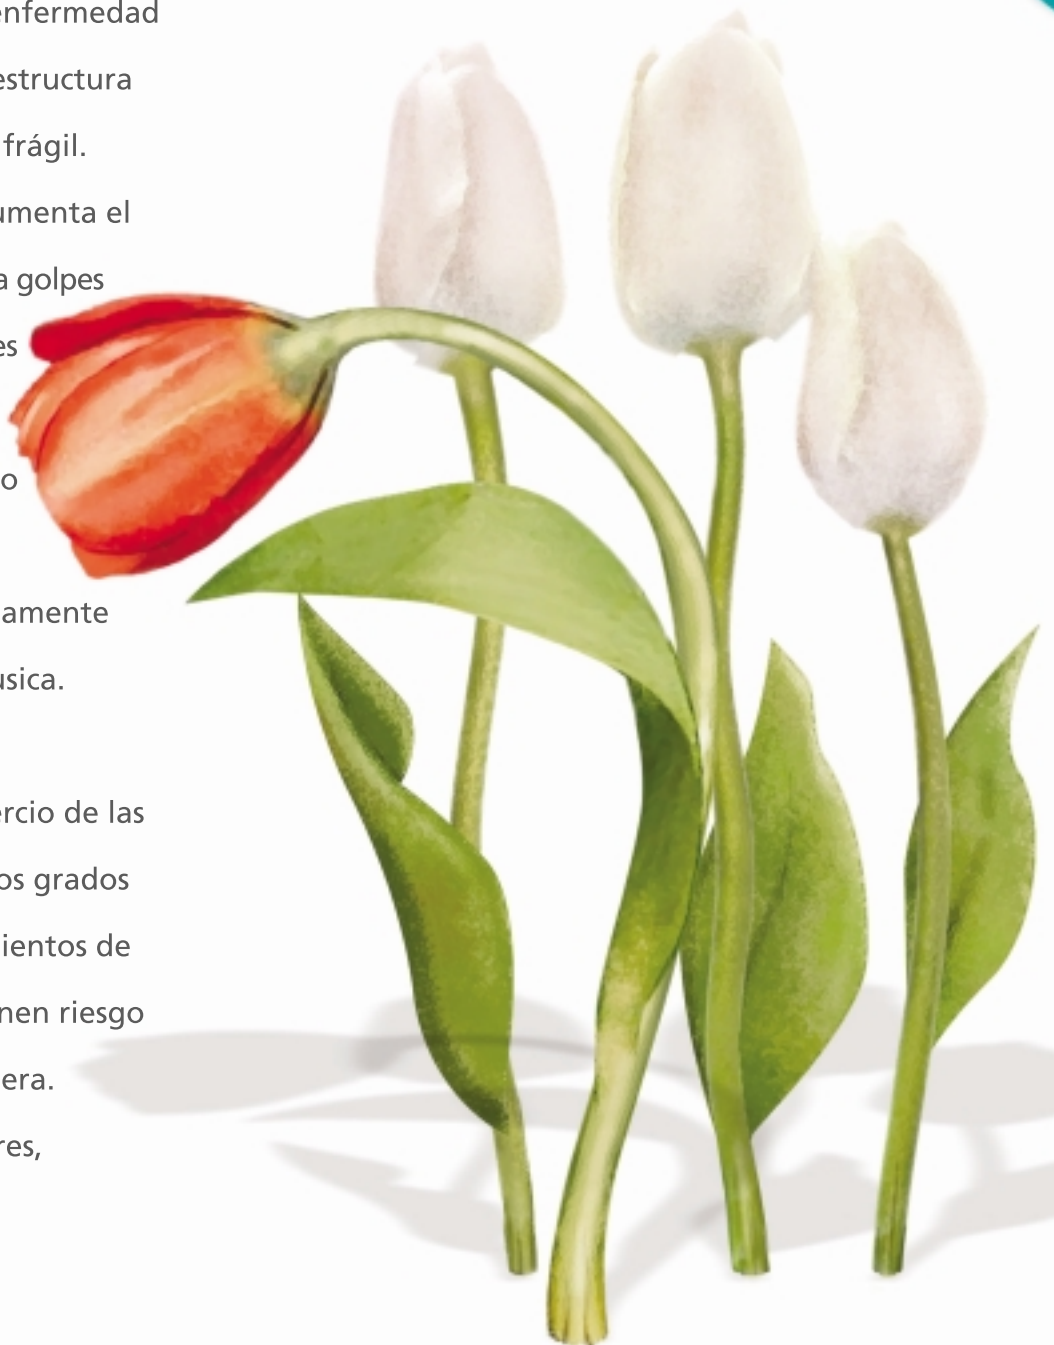 enfermedad
estructura
frágil.
umenta el
a golpes
es
o
amente
usica.
ercio de las
os grados
ientos de
nen riesgo
era.
res,